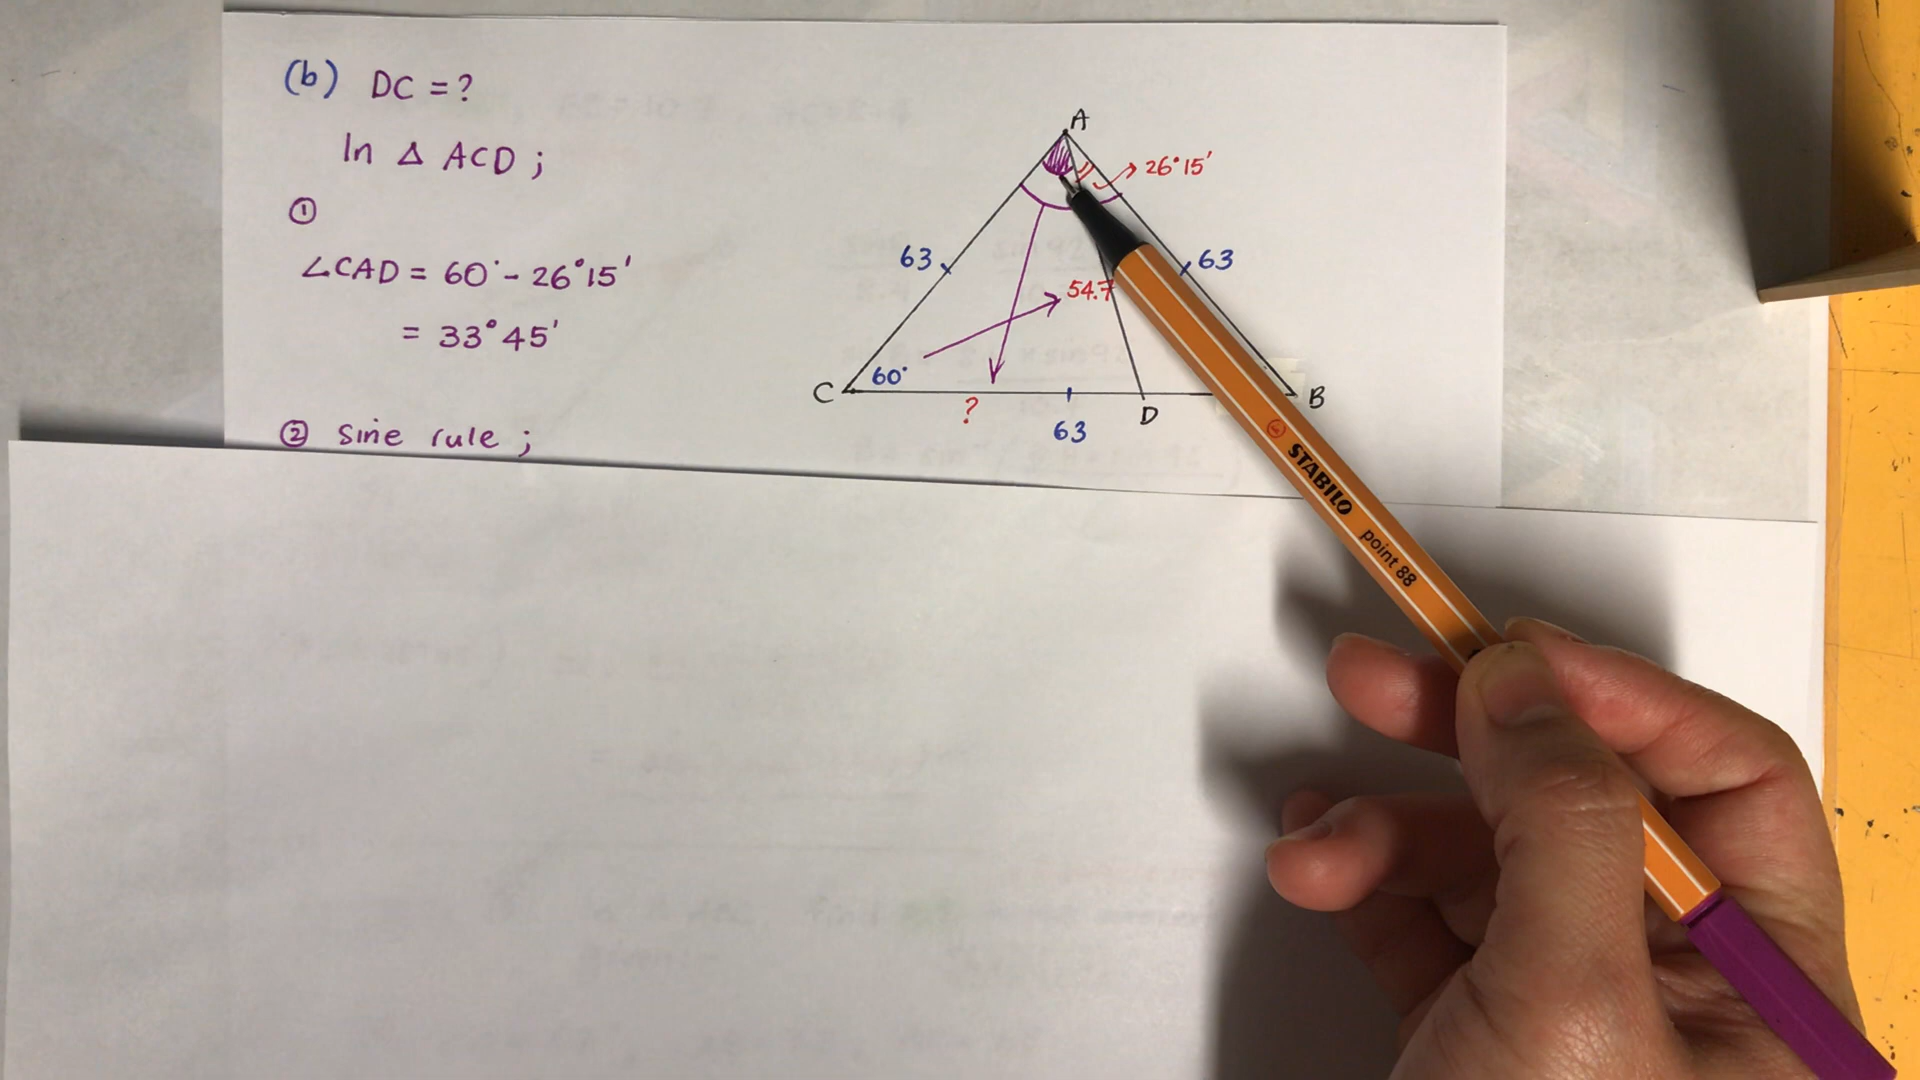 (b) DC = ?
In Δ ACD ;
①
∠CAD = 60° - 26°15'
= 33°45'
② sine rule ;
A
26°15'
63
63
54.7
60°
C
?
63
D
B
STABILO point 88